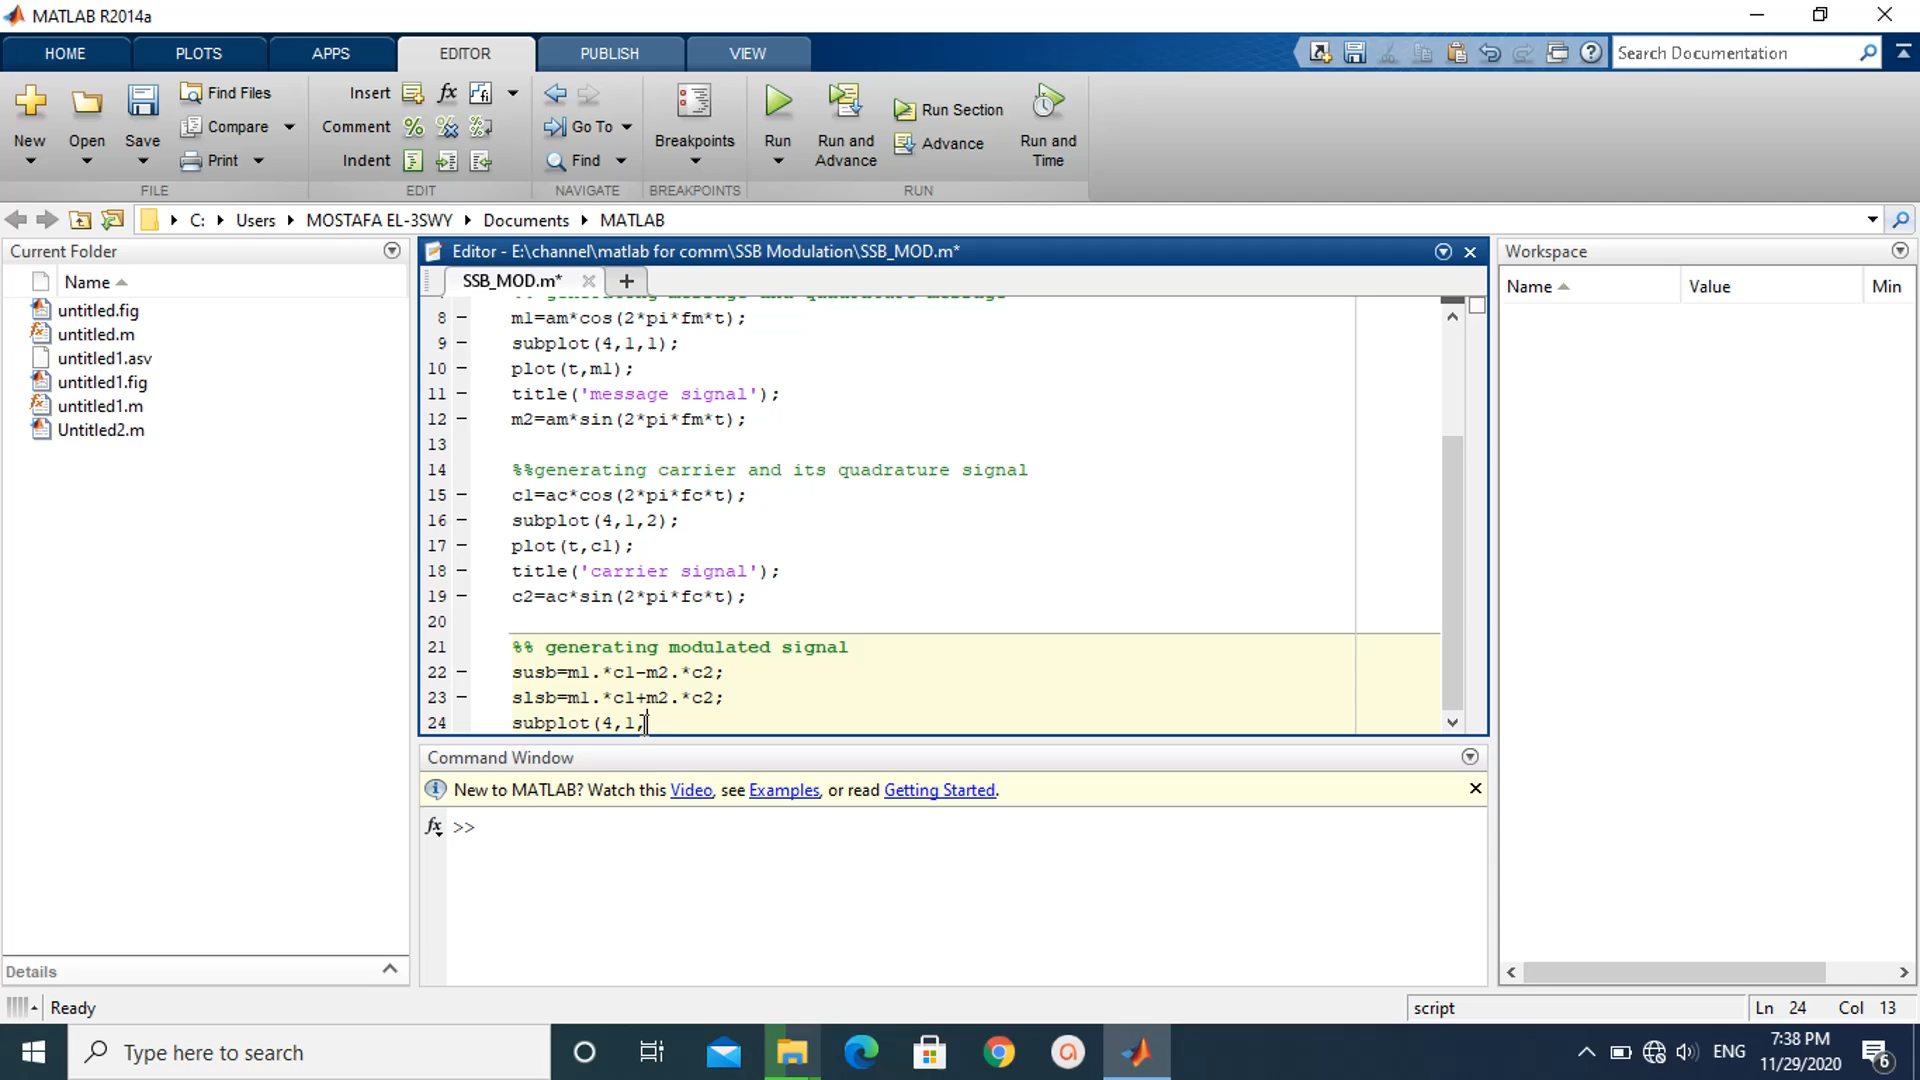 MATLAB R2014a
HOME PLOTS APPS EDITOR PUBLISH VIEW Search Documentation
New Open Save Find Files Compare Print
Insert Comment Indent
Go To Find
Breakpoints
Run Run and Advance Run Section Advance Run and Time
FILE EDIT NAVIGATE BREAKPOINTS RUN
C: Users MOSTAFA EL-3SWY Documents MATLAB
Current Folder
Name
untitled.fig
untitled.m
untitled1.asv
untitled1.fig
untitled1.m
Untitled2.m
Details
Editor - E:\channel\matlab for comm\SSB Modulation\SSB_MOD.m*
SSB_MOD.m*
%% generating message and quadrature message
8 m1=am*cos(2*pi*fm*t);
9 subplot(4,1,1);
10 plot(t,m1);
11 title('message signal');
12 m2=am*sin(2*pi*fm*t);
13
14 %%generating carrier and its quadrature signal
15 c1=ac*cos(2*pi*fc*t);
16 subplot(4,1,2);
17 plot(t,c1);
18 title('carrier signal');
19 c2=ac*sin(2*pi*fc*t);
20
21 %% generating modulated signal
22 susb=m1.*c1-m2.*c2;
23 slsb=m1.*c1+m2.*c2;
24 subplot(4,1,
Command Window
New to MATLAB? Watch this Video, see Examples, or read Getting Started.
fx >>
Workspace
Name Value Min
Ready
script Ln 24 Col 13
Type here to search
ENG
7:38 PM
11/29/2020
6